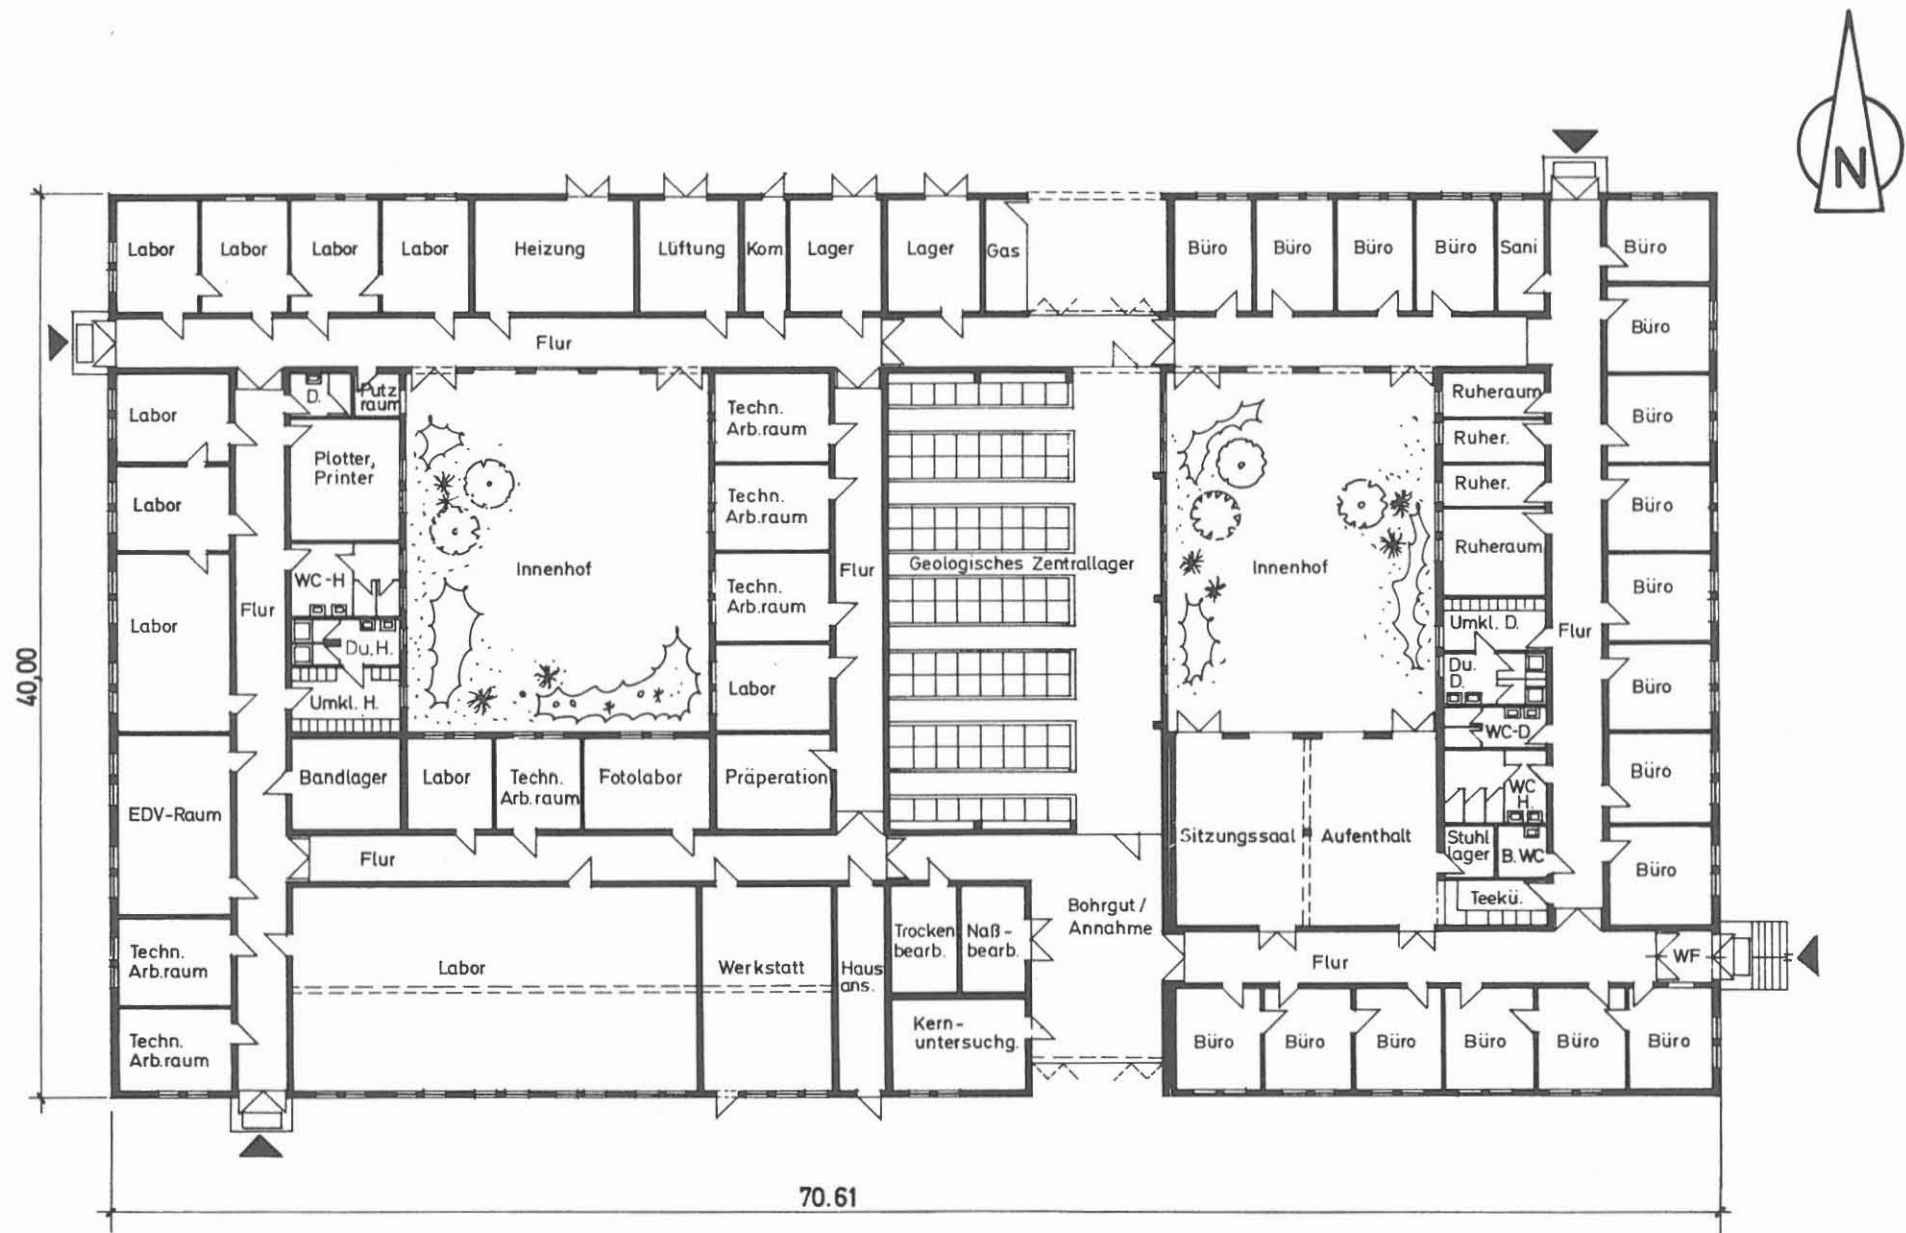 N
Labor
Labor
Labor
Labor
Heizung
Lüftung
Kom
Lager
Lager
Gas
Büro
Büro
Büro
Büro
Sani
Büro
Flur
Büro
Labor
D.
Putz
raum
Techn.
Arb.raum
Ruheraum
Büro
Ruher.
Plotter,
Printer
Labor
Techn.
Arb.raum
Ruher.
Büro
Innenhof
Flur
Geologisches Zentrallager
Innenhof
Ruheraum
WC-H
Techn.
Arb.raum
Büro
Labor
Flur
Du. H.
Umkl. D.
Flur
Du.
D.
Büro
Labor
Umkl. H.
WC-D
40,00
Bandlager
Labor
Techn.
Arb.raum
Fotolabor
Präperation
Büro
WC
H.
EDV-Raum
Sitzungssaal
Aufenthalt
Stuhl
lager
B.WC
Flur
Büro
Teekü.
Bohrgut/
Annahme
Trocken
bearb.
Naß-
bearb.
Techn.
Arb.raum
Labor
Werkstatt
Haus
ans.
Flur
WF
Kern-
untersuchg.
Techn.
Arb.raum
Büro
Büro
Büro
Büro
Büro
Büro
70.61